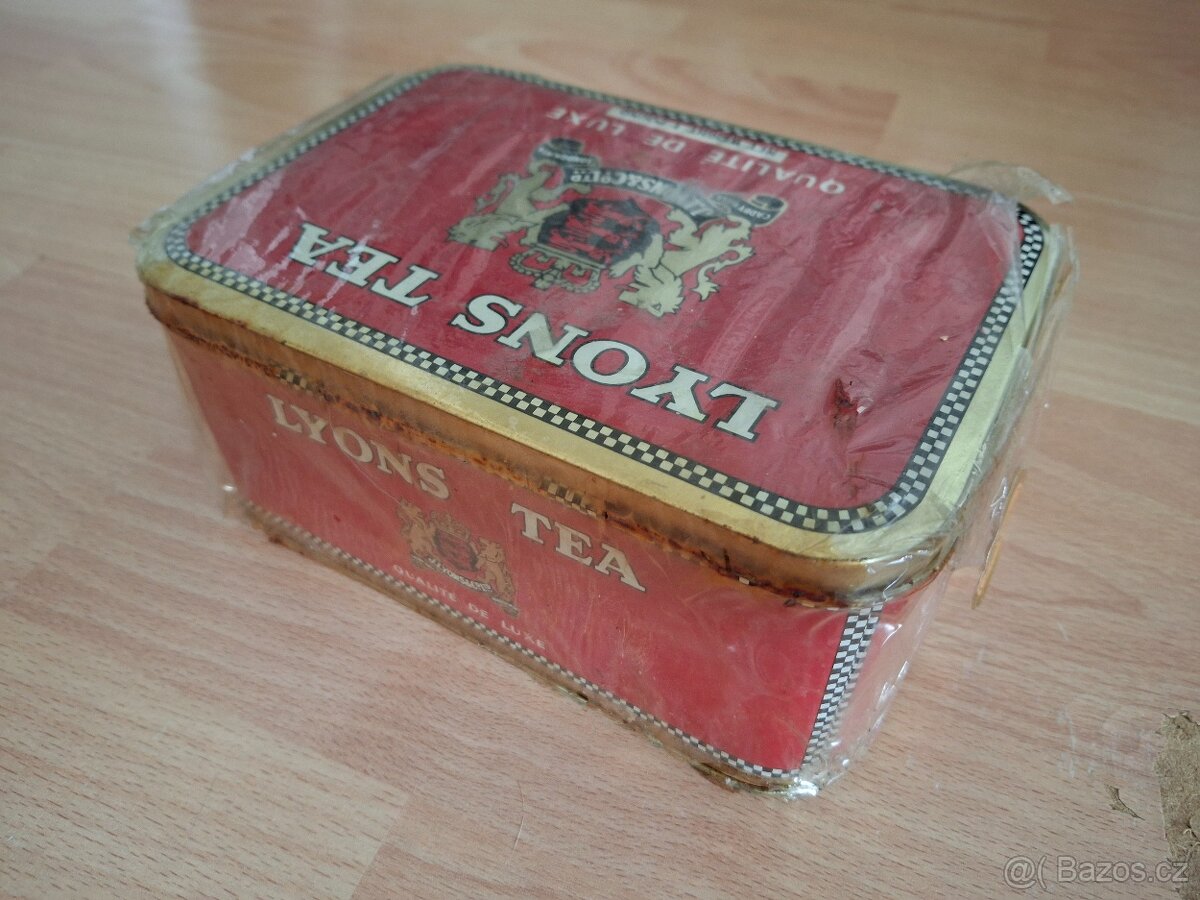 QUALITE DE LUXE
LYONS TEA
LYONS TEA
QUALITE DE LUXE
@( Bazos.cz